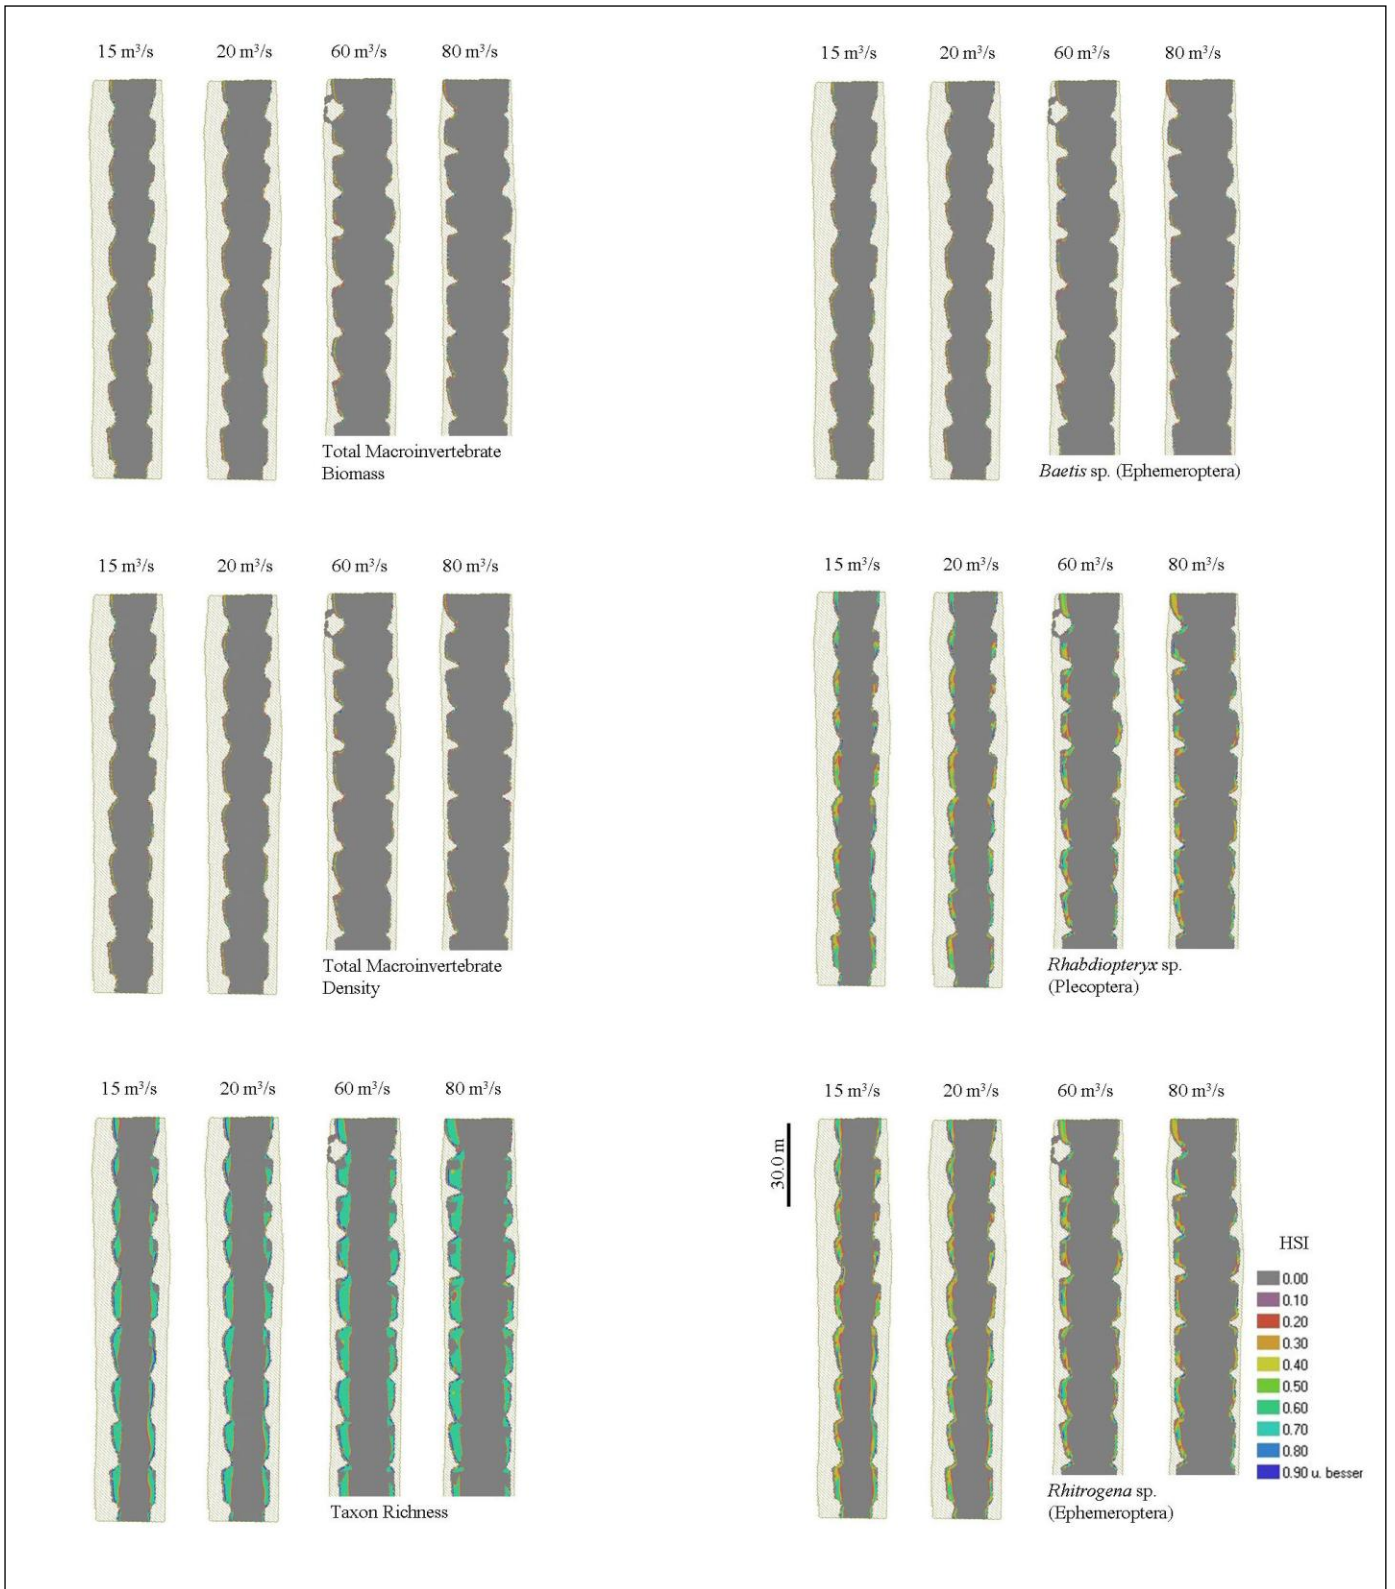 15 m³/s 20 m³/s 60 m³/s 80 m³/s
Total Macroinvertebrate
Biomass
15 m³/s 20 m³/s 60 m³/s 80 m³/s
Baetis sp. (Ephemeroptera)
15 m³/s 20 m³/s 60 m³/s 80 m³/s
Total Macroinvertebrate
Density
15 m³/s 20 m³/s 60 m³/s 80 m³/s
Rhabdiopteryx sp.
(Plecoptera)
15 m³/s 20 m³/s 60 m³/s 80 m³/s
Taxon Richness
15 m³/s 20 m³/s 60 m³/s 80 m³/s
30.0 m
Rhitrogena sp.
(Ephemeroptera)
HSI
0.00
0.10
0.20
0.30
0.40
0.50
0.60
0.70
0.80
0.90 u. besser